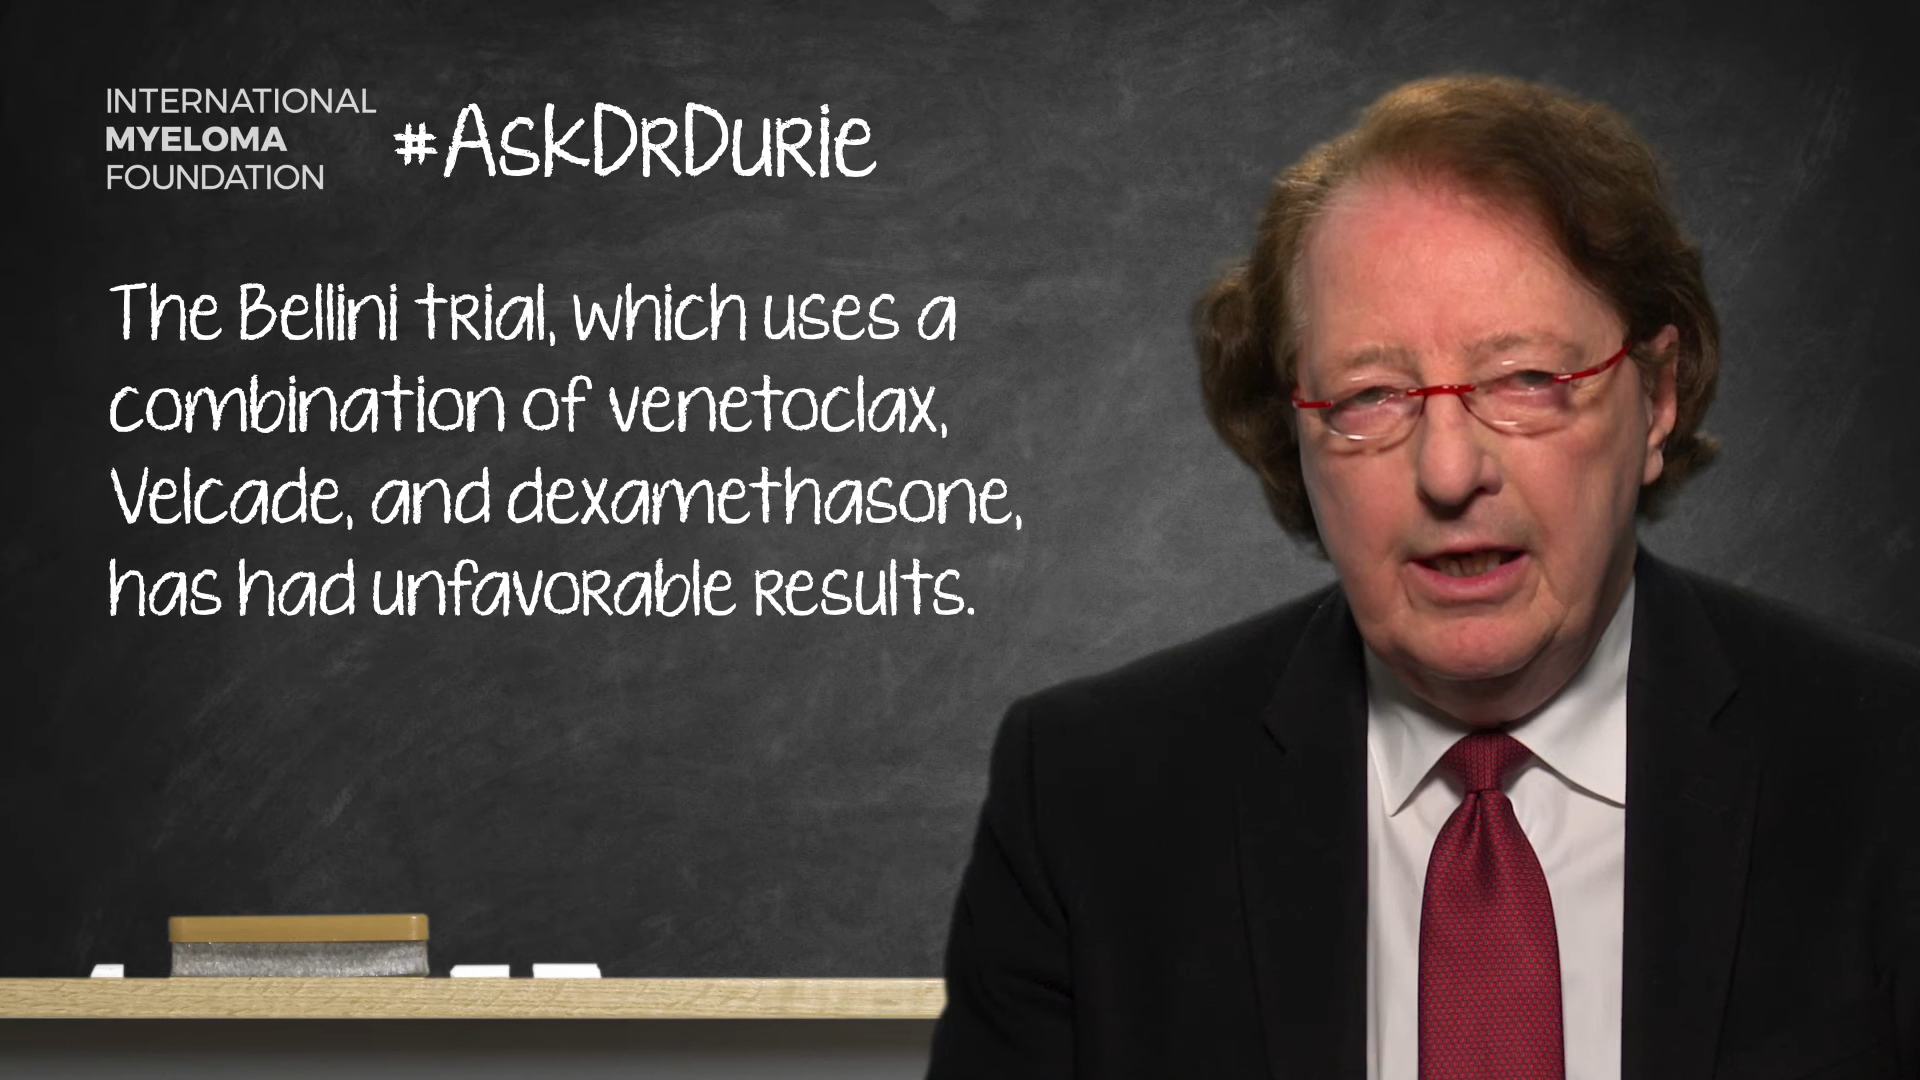 INTERNATIONAL
MYELOMA
FOUNDATION
#AskDRDuRie
The Bellini tRial, which uses a
combination of venetoclax,
Velcade, and dexamethasone,
has had unfavoRable Results.